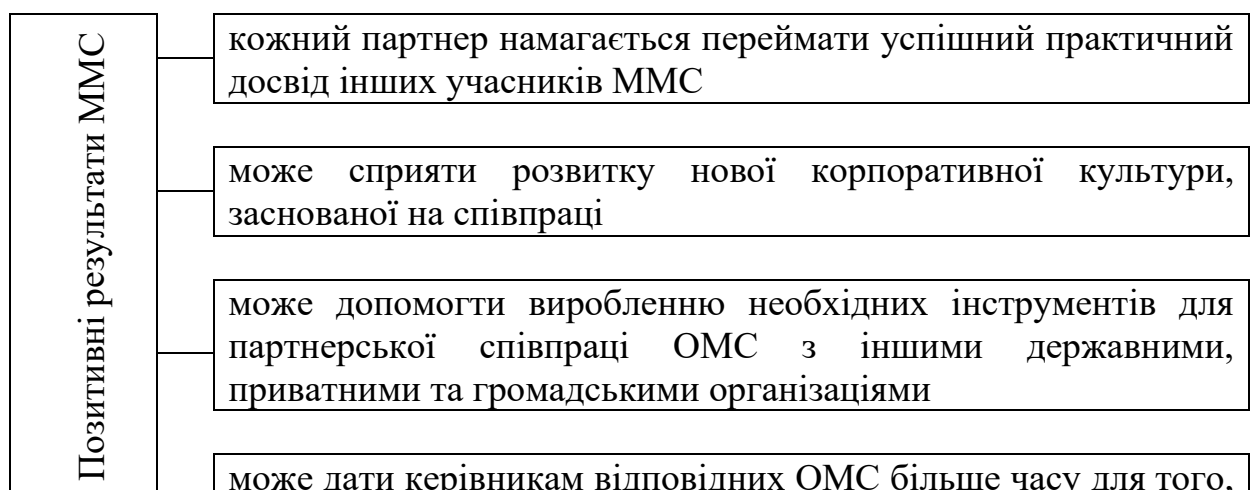 Позитивні результати ММС
кожний партнер намагається переймати успішний практичний
досвід інших учасників ММС
може сприяти розвитку нової корпоративної культури,
заснованої на співпраці
може допомогти виробленню необхідних інструментів для
партнерської співпраці ОМС з іншими державними,
приватними та громадськими організаціями
може дати керівникам відповідних ОМС більше часу для того,